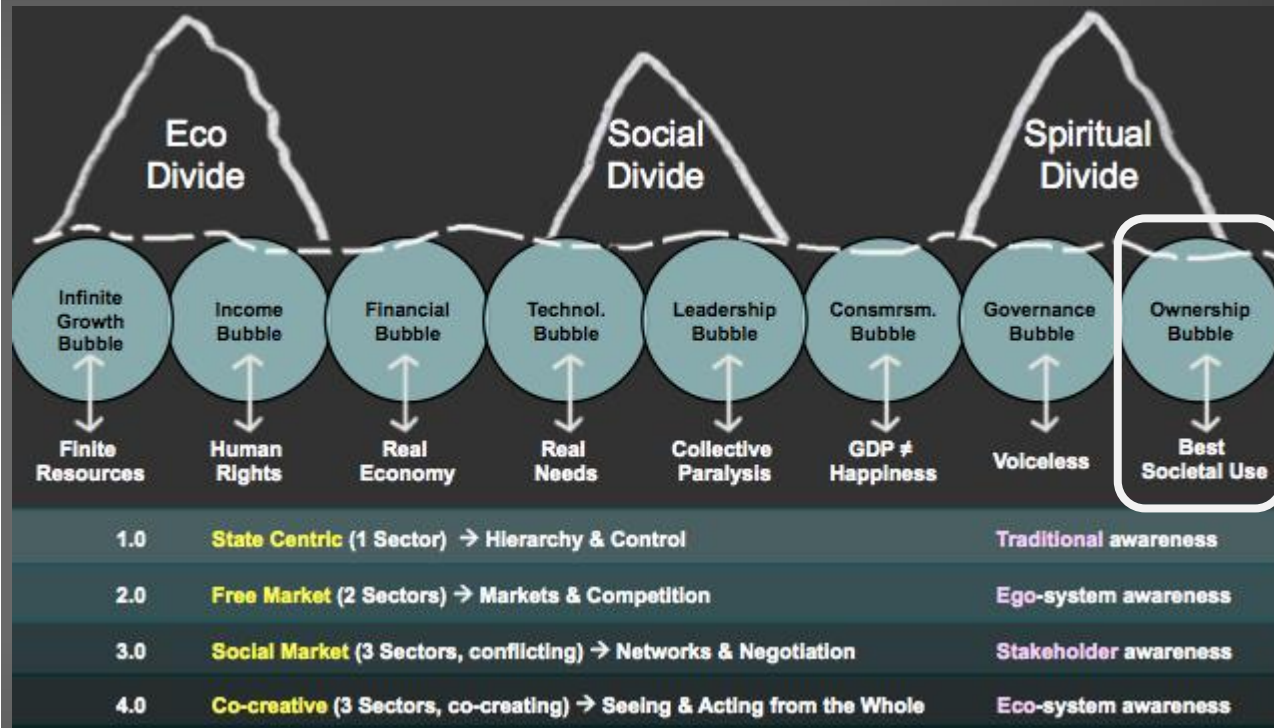 Eco
Divide
Social
Divide
Spiritual
Divide
Infinite
Growth
Bubble
Income
Bubble
Financial
Bubble
Technol.
Bubble
Leadership
Bubble
Consmrsm.
Bubble
Governance
Bubble
Ownership
Bubble
Finite
Resources
Human
Rights
Real
Economy
Real
Needs
Collective
Paralysis
GDP ≠
Happiness
Voiceless
Best
Societal Use
1.0 State Centric (1 Sector) → Hierarchy & Control Traditional awareness
2.0 Free Market (2 Sectors) → Markets & Competition Ego-system awareness
3.0 Social Market (3 Sectors, conflicting) → Networks & Negotiation Stakeholder awareness
4.0 Co-creative (3 Sectors, co-creating) → Seeing & Acting from the Whole Eco-system awareness